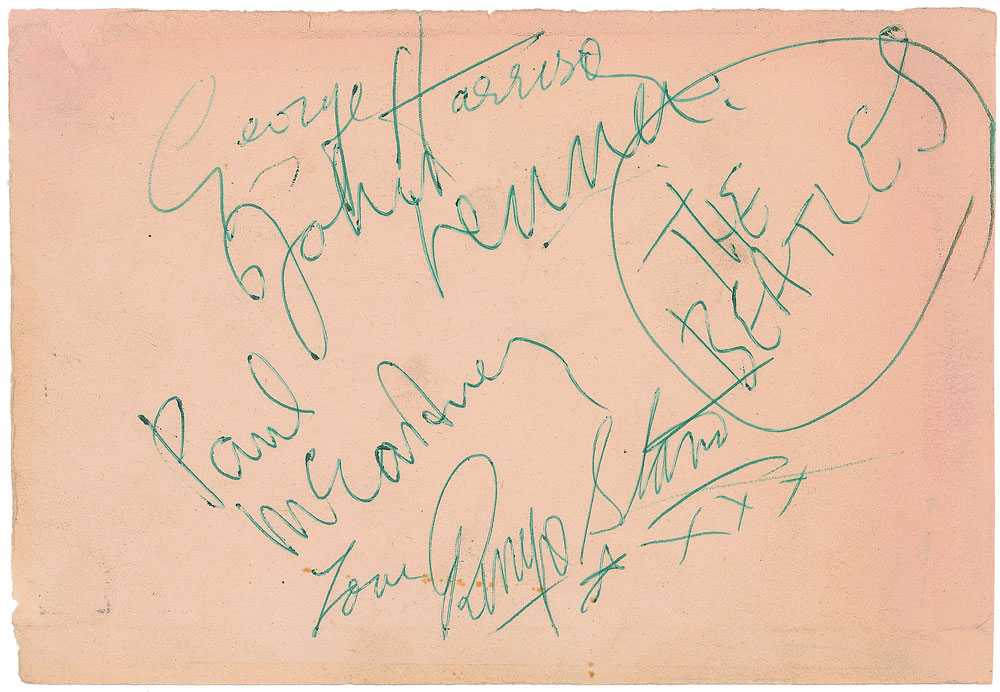 George Harrison
John Lennon.
THE
BEATLES
Paul
McCartney
Love Ringo Starr
xxx